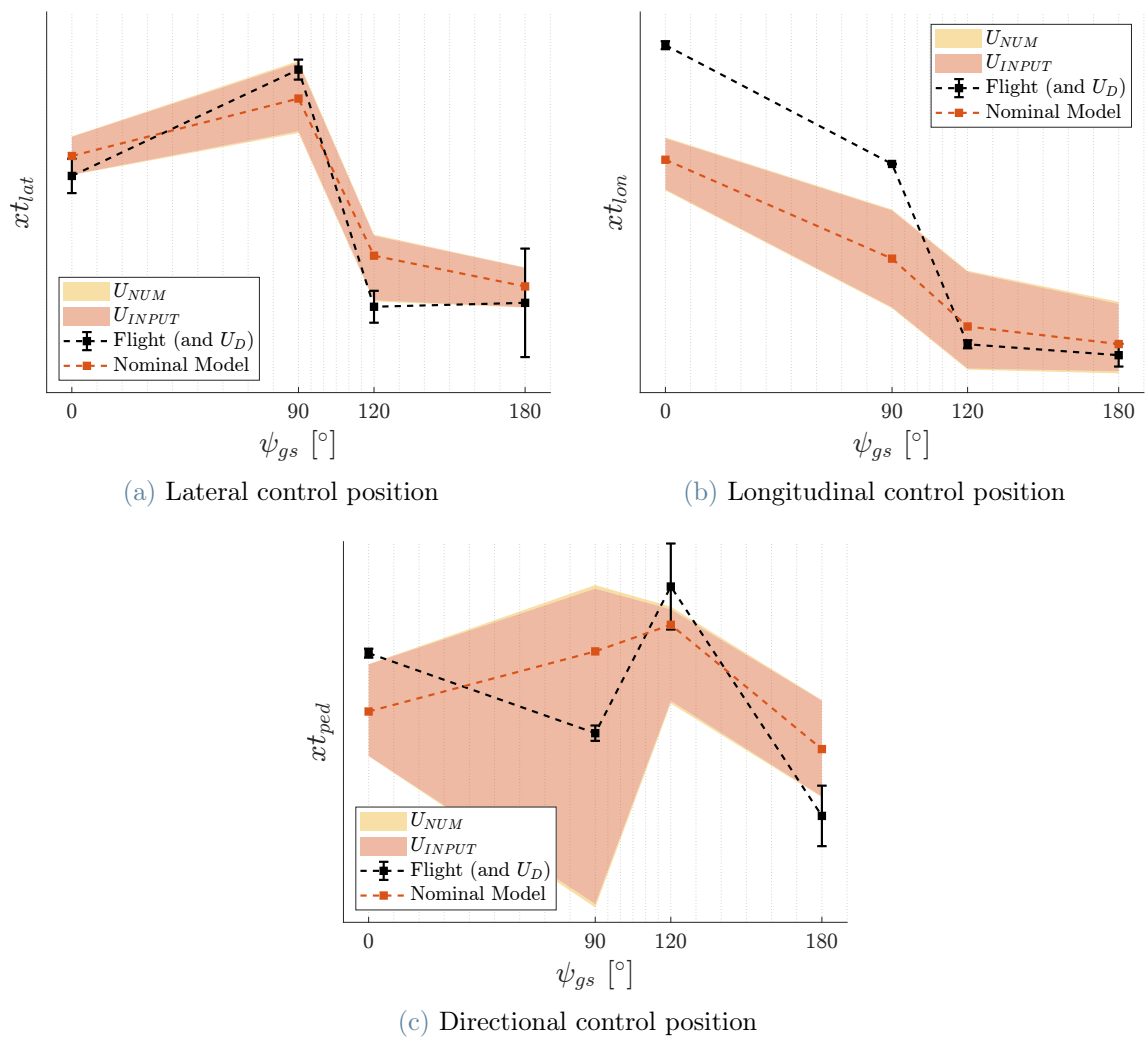 xt_lat
U_NUM
U_INPUT
Flight (and U_D)
Nominal Model
0 90 120 180
ψ_gs [°]
(a) Lateral control position
xt_lon
U_NUM
U_INPUT
Flight (and U_D)
Nominal Model
0 90 120 180
ψ_gs [°]
(b) Longitudinal control position
xt_ped
U_NUM
U_INPUT
Flight (and U_D)
Nominal Model
0 90 120 180
ψ_gs [°]
(c) Directional control position